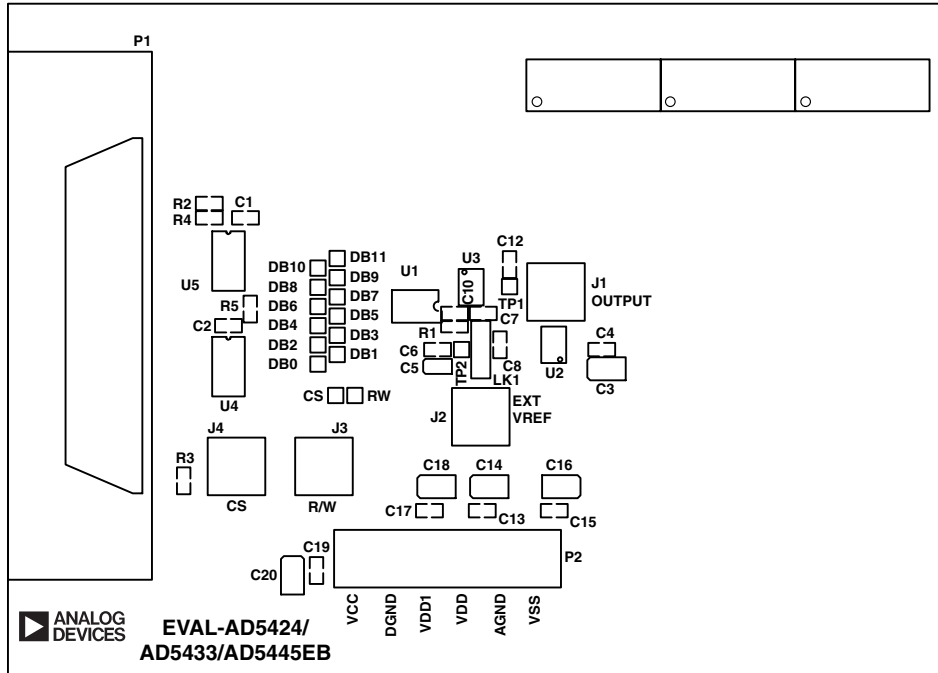 P1
R2
C1
R4
U5
DB10
DB11
DB8
DB9
DB6
DB7
DB4
DB5
DB2
DB3
DB0
DB1
R5
C2
U4
U1
U3
C10
C12
TP1
J1
OUTPUT
C7
R1
C6
C5
TP2
C8
LK1
U2
C4
C3
CS
RW
J2
EXT
VREF
J4
J3
R3
CS
R/W
C18
C14
C16
C17
C13
C15
C19
C20
P2
VCC
DGND
VDD1
VDD
AGND
VSS
ANALOG
DEVICES
EVAL-AD5424/
AD5433/AD5445EB